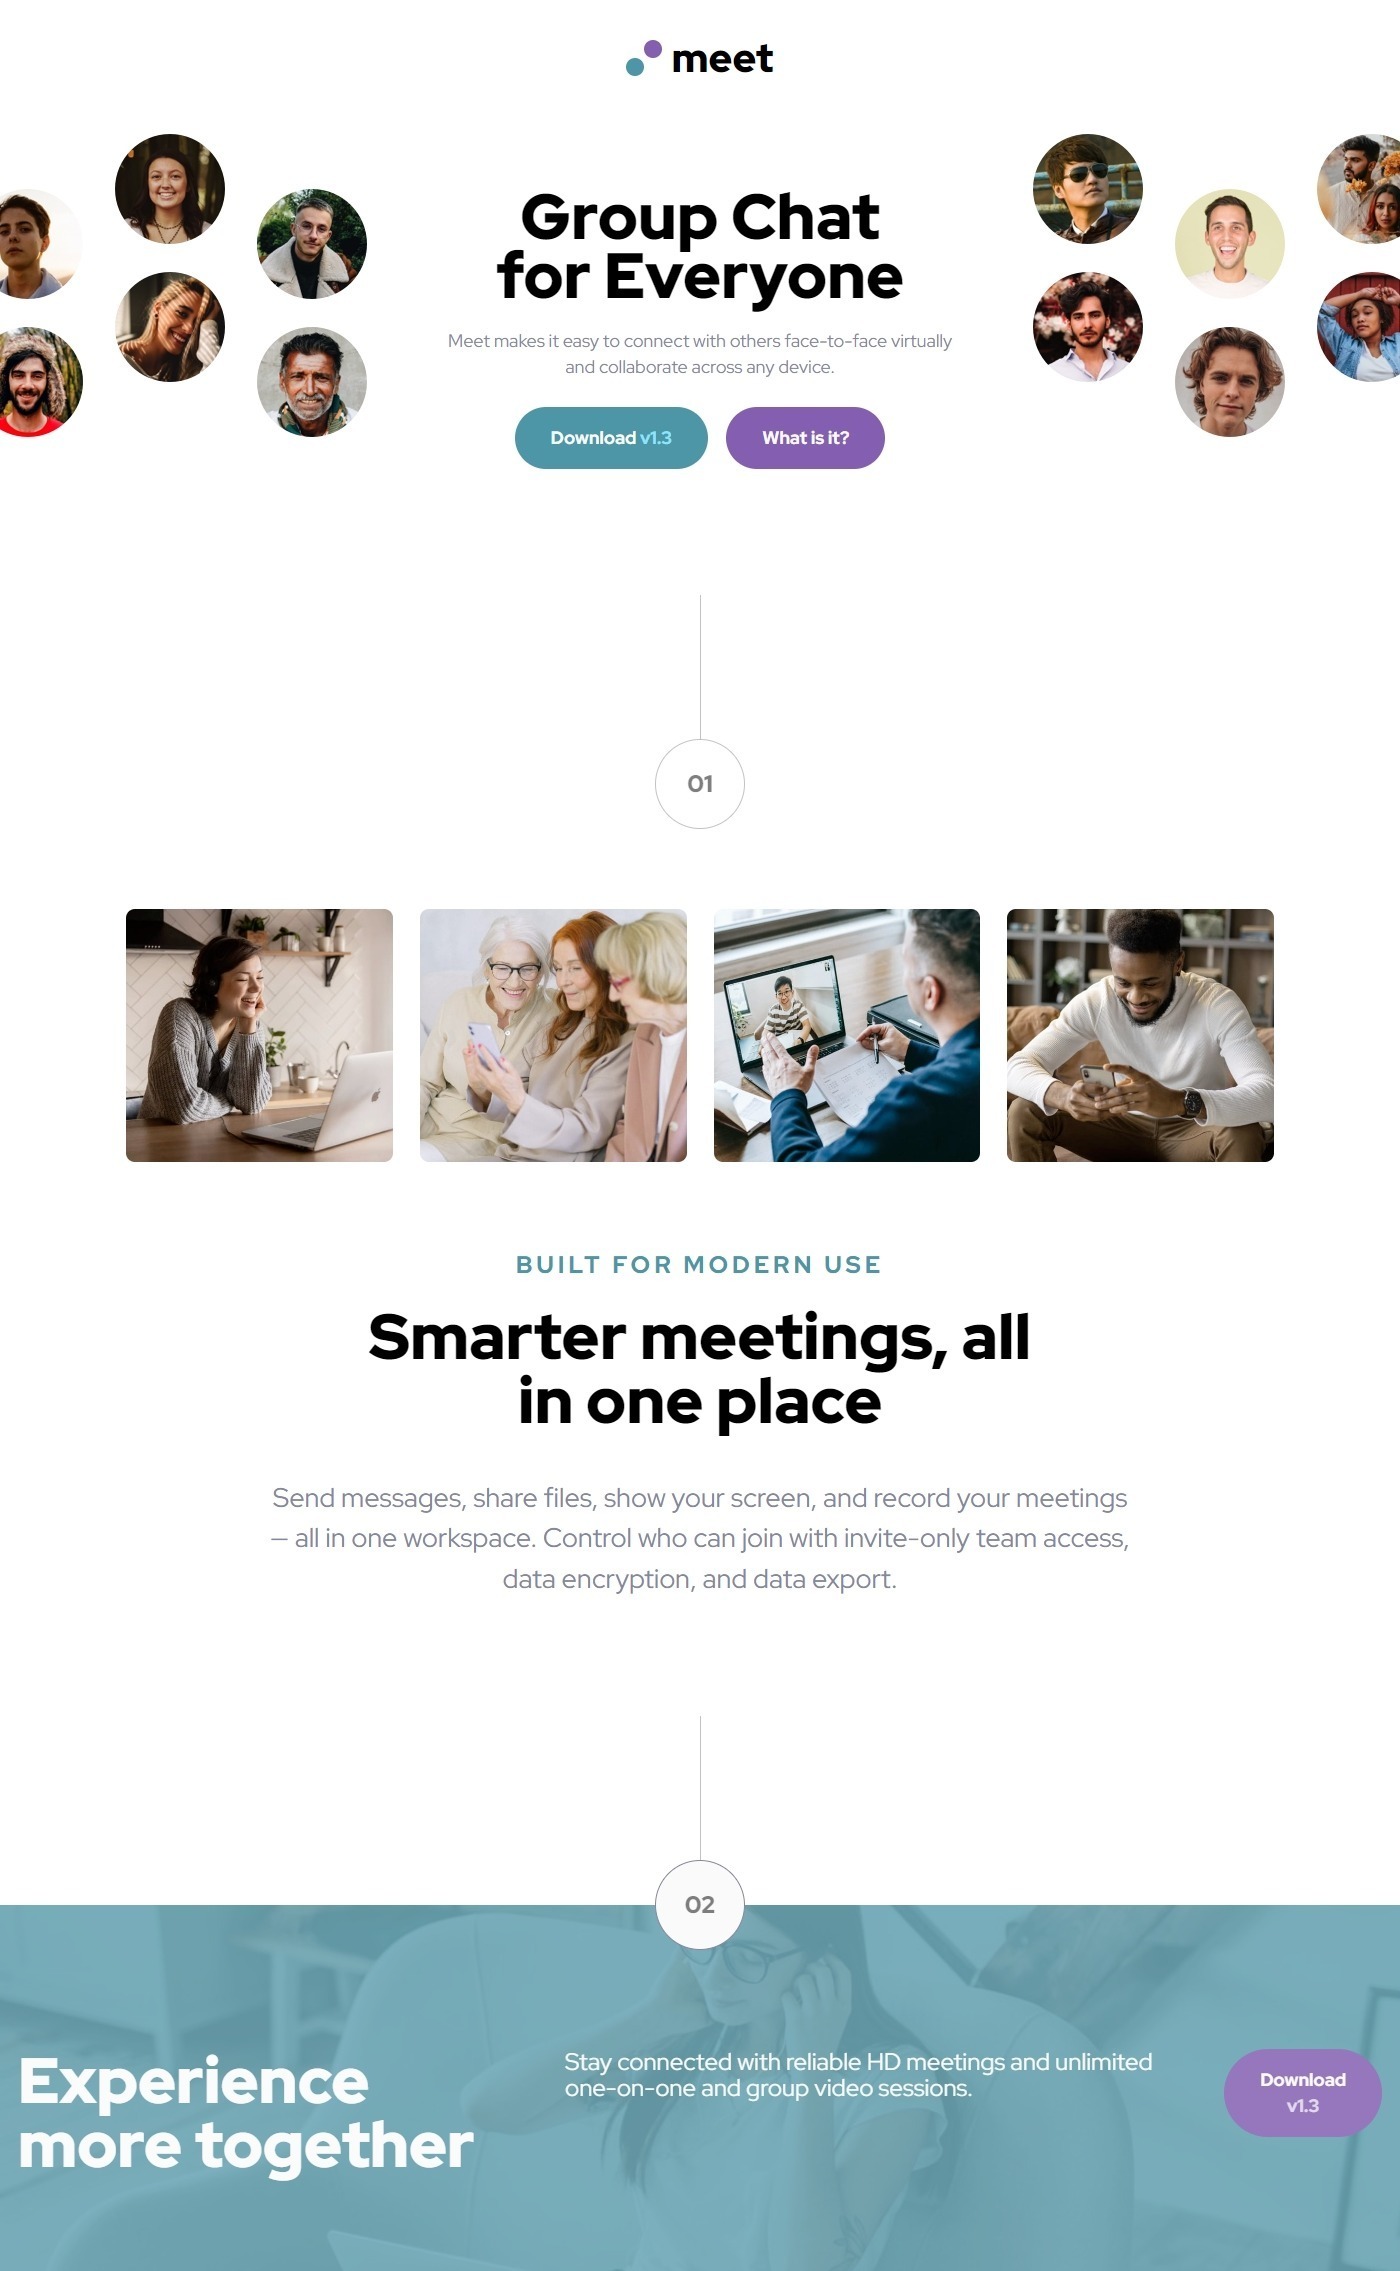 meet
Group Chat
for Everyone
Meet makes it easy to connect with others face-to-face virtually
and collaborate across any device.
Download v1.3
What is it?
01
BUILT FOR MODERN USE
Smarter meetings, all
in one place
Send messages, share files, show your screen, and record your meetings
— all in one workspace. Control who can join with invite-only team access,
data encryption, and data export.
02
Experience
more together
Stay connected with reliable HD meetings and unlimited
one-on-one and group video sessions.
Download
v1.3